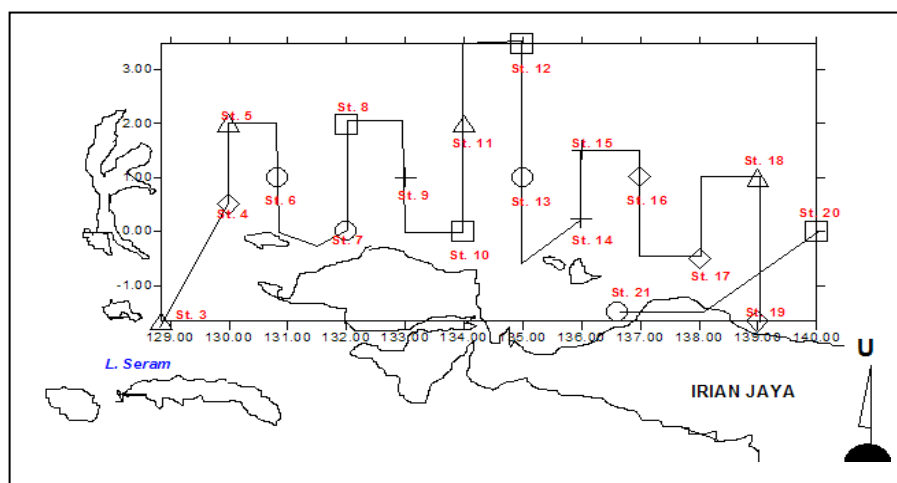 3.00
St. 12
St. 8
St. 5
2.00
St. 11
St. 15
St. 18
1.00
St. 9
St. 6
St. 13
St. 16
St. 4
St. 20
0.00
St. 7
St. 14
St. 10
St. 17
-1.00
St. 21
St. 3
St. 19
129.00 130.00 131.00 132.00 133.00 134.00 135.00 136.00 137.00 138.00 139.00 140.00
U
L. Seram
IRIAN JAYA